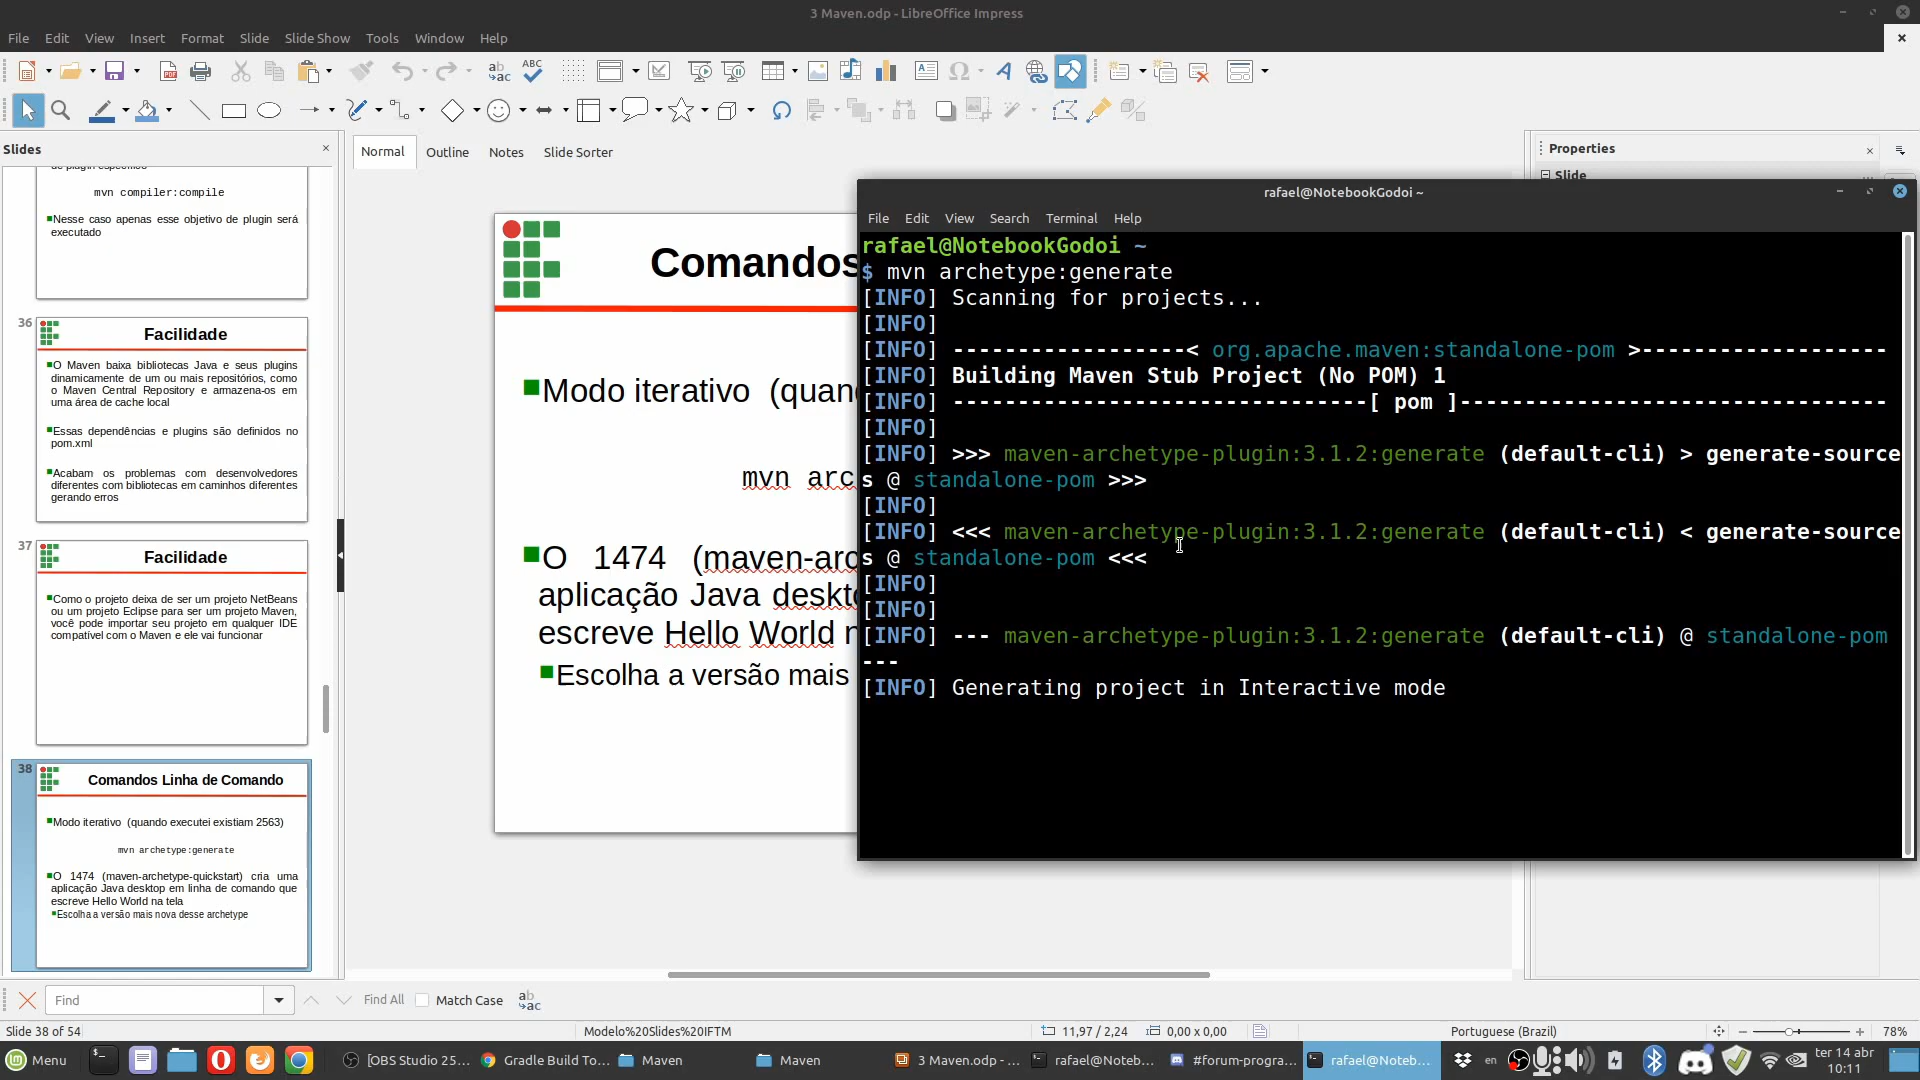 3 Maven.odp - LibreOffice Impress
File Edit View Insert Format Slide Slide Show Tools Window Help
Slides
Normal Outline Notes Slide Sorter
Properties
Slide
mvn compiler:compile
Nesse caso apenas esse objetivo de plugin será
executado
36
Facilidade
O Maven baixa bibliotecas Java e seus plugins
dinamicamente de um ou mais repositórios, como
o Maven Central Repository e armazena-os em
uma área de cache local
Essas dependências e plugins são definidos no
pom.xml
Acabam os problemas com desenvolvedores
diferentes com bibliotecas em caminhos diferentes
gerando erros
37
Facilidade
Como o projeto deixa de ser um projeto NetBeans
ou um projeto Eclipse para ser um projeto Maven,
você pode importar seu projeto em qualquer IDE
compatível com o Maven e ele vai funcionar
38
Comandos Linha de Comando
Modo iterativo (quando executei existiam 2563)
mvn archetype:generate
O 1474 (maven-archetype-quickstart) cria uma
aplicação Java desktop em linha de comando que
escreve Hello World na tela
Escolha a versão mais nova desse archetype
Comandos
Modo iterativo (quan
mvn arc
O 1474 (maven-arc
aplicação Java deskt
escreve Hello World n
Escolha a versão mais
rafael@NotebookGodoi ~
File Edit View Search Terminal Help
rafael@NotebookGodoi ~
$ mvn archetype:generate
[INFO] Scanning for projects...
[INFO]
[INFO] ------------------< org.apache.maven:standalone-pom >-------------------
[INFO] Building Maven Stub Project (No POM) 1
[INFO] --------------------------------[ pom ]---------------------------------
[INFO]
[INFO] >>> maven-archetype-plugin:3.1.2:generate (default-cli) > generate-source
s @ standalone-pom >>>
[INFO]
[INFO] <<< maven-archetype-plugin:3.1.2:generate (default-cli) < generate-source
s @ standalone-pom <<<
[INFO]
[INFO]
[INFO] --- maven-archetype-plugin:3.1.2:generate (default-cli) @ standalone-pom
---
[INFO] Generating project in Interactive mode
Find Find All Match Case
Slide 38 of 54 Modelo%20Slides%20IFTM 11,97 / 2,24 0,00 x 0,00 Portuguese (Brazil) 78%
Menu [OBS Studio 25... Gradle Build To... Maven Maven 3 Maven.odp - ... rafael@Noteb... #forum-progra... rafael@Noteb... en ter 14 abr
10:11